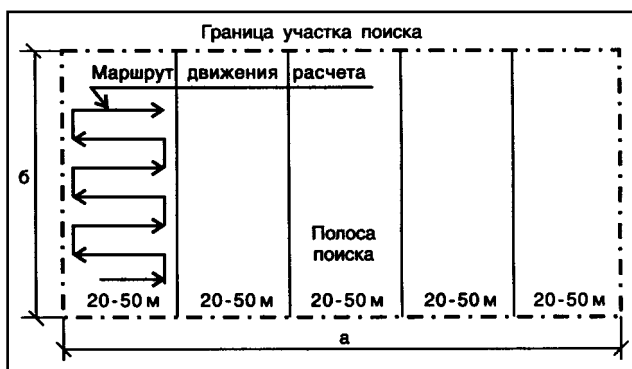 Граница участка поиска
Маршрут движения расчета
б
Полоса
поиска
20-50 м 20-50 м 20-50 м 20-50 м 20-50 м
а